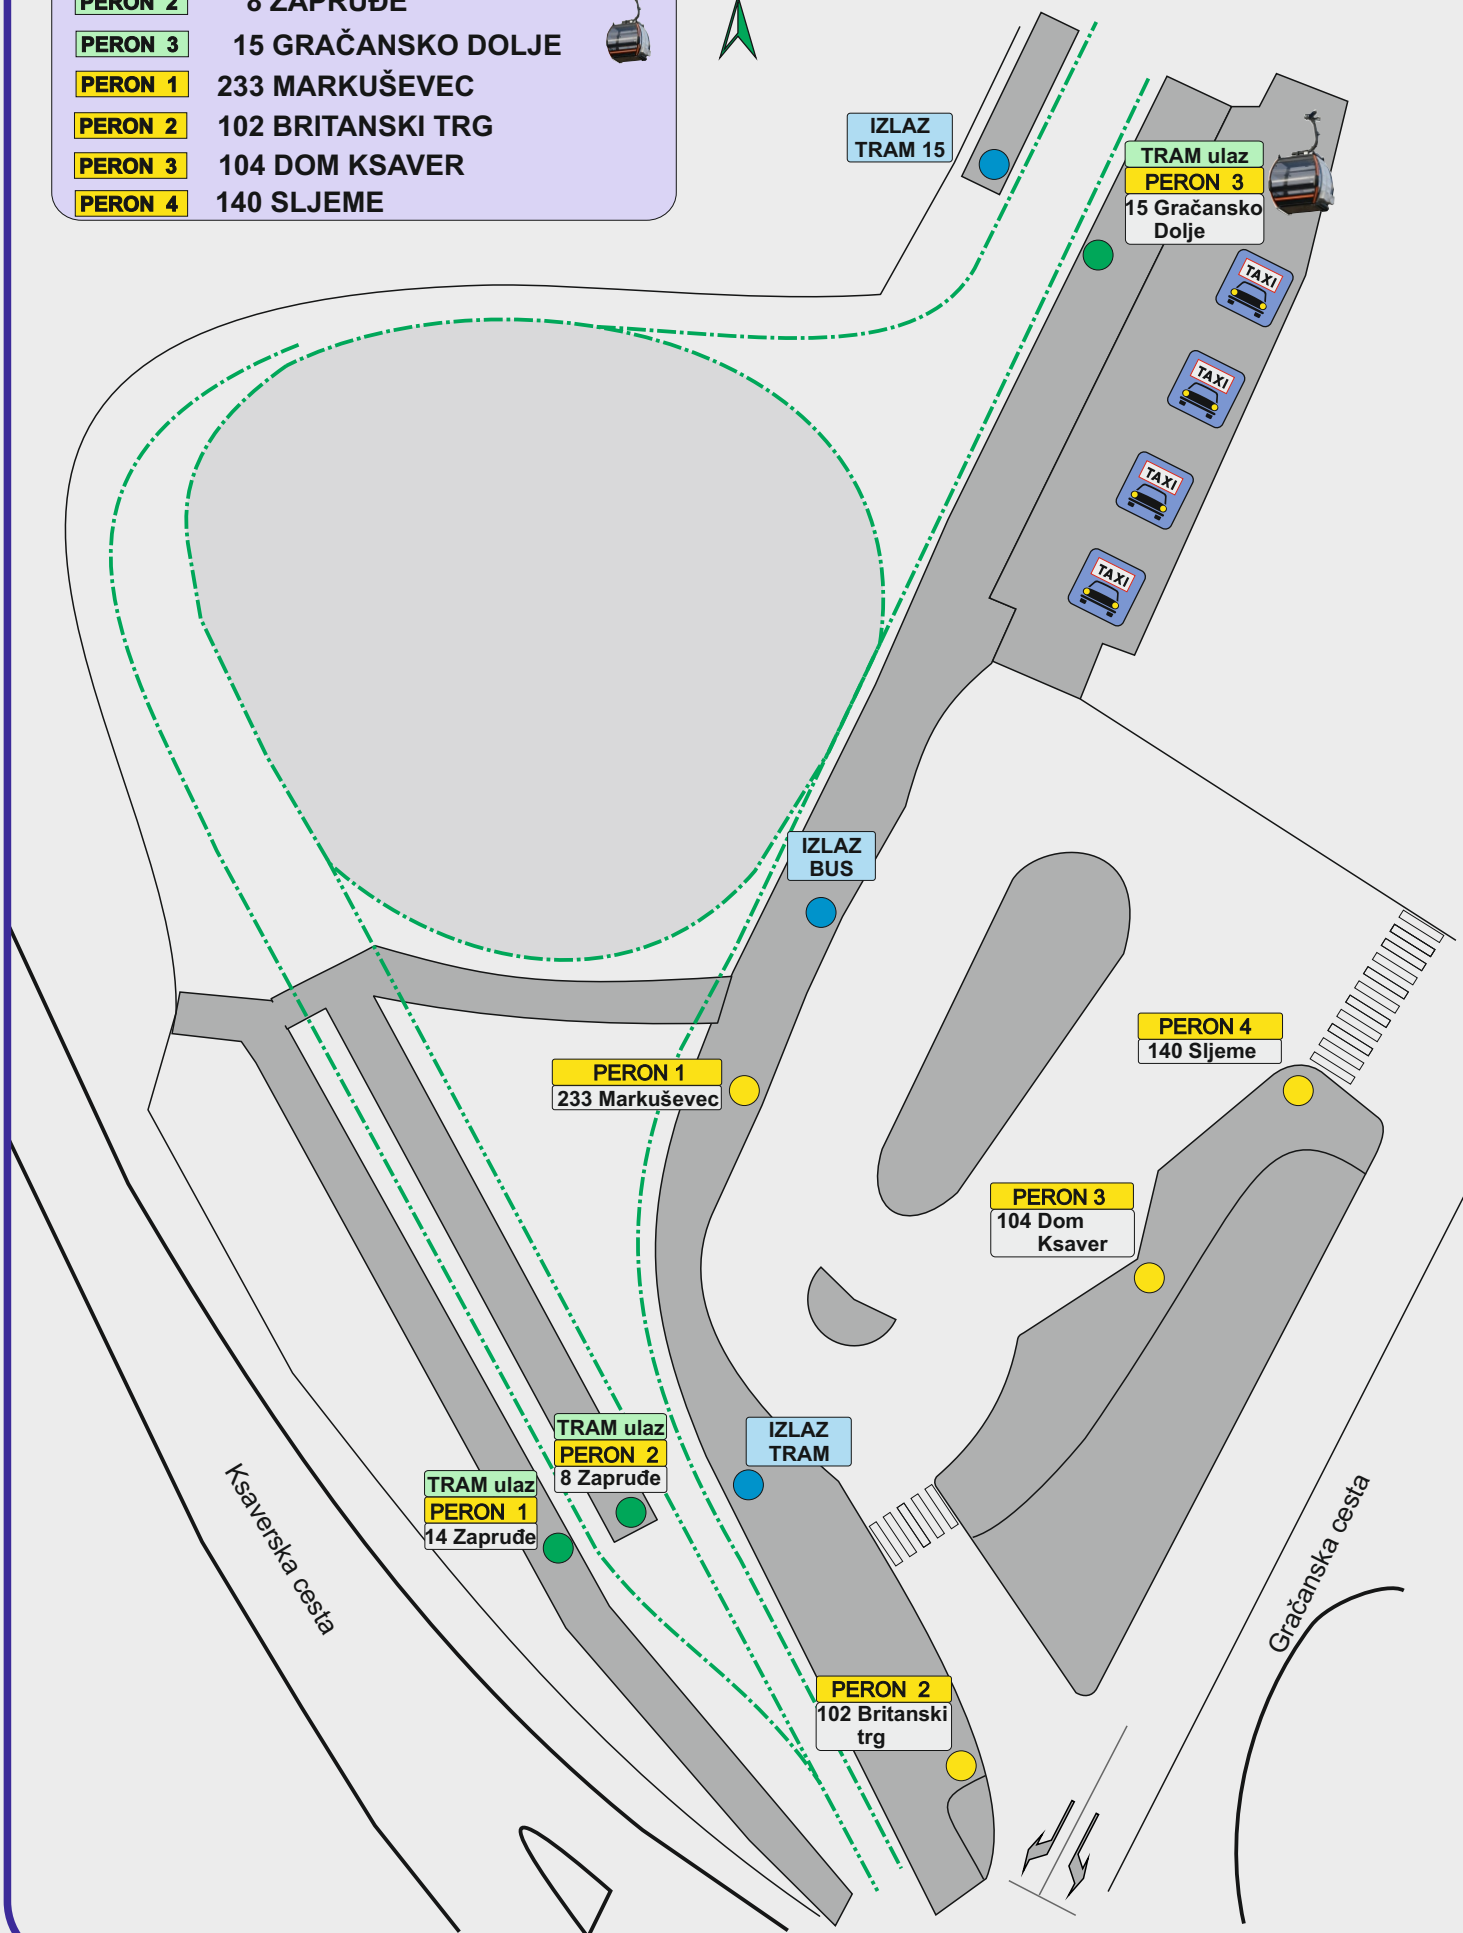 PERON 2 8 ZAPRUĐE
PERON 3 15 GRAČANSKO DOLJE
PERON 1 233 MARKUŠEVEC
PERON 2 102 BRITANSKI TRG
PERON 3 104 DOM KSAVER
PERON 4 140 SLJEME
IZLAZ
TRAM 15
TRAM ulaz
PERON 3
15 Gračansko
Dolje
TAXI
TAXI
TAXI
TAXI
IZLAZ
BUS
PERON 4
140 Sljeme
PERON 1
233 Markuševec
PERON 3
104 Dom
Ksaver
TRAM ulaz
PERON 2
8 Zapruđe
IZLAZ
TRAM
TRAM ulaz
PERON 1
14 Zapruđe
Ksaverska cesta
Gračanska cesta
PERON 2
102 Britanski
trg